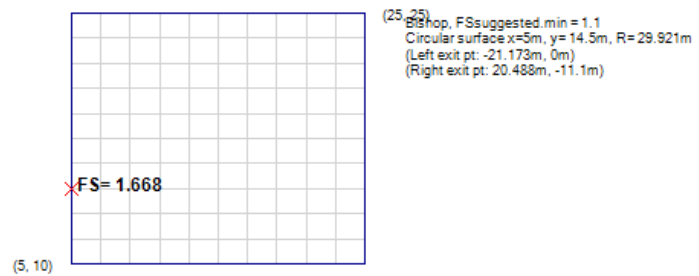 (25, 25)
Bishop, FSsuggested.min = 1.1
Circular surface x=5m, y= 14.5m, R= 29.921m
(Left exit pt: -21.173m, 0m)
(Right exit pt: 20.488m, -11.1m)
FS= 1.668
(5, 10)